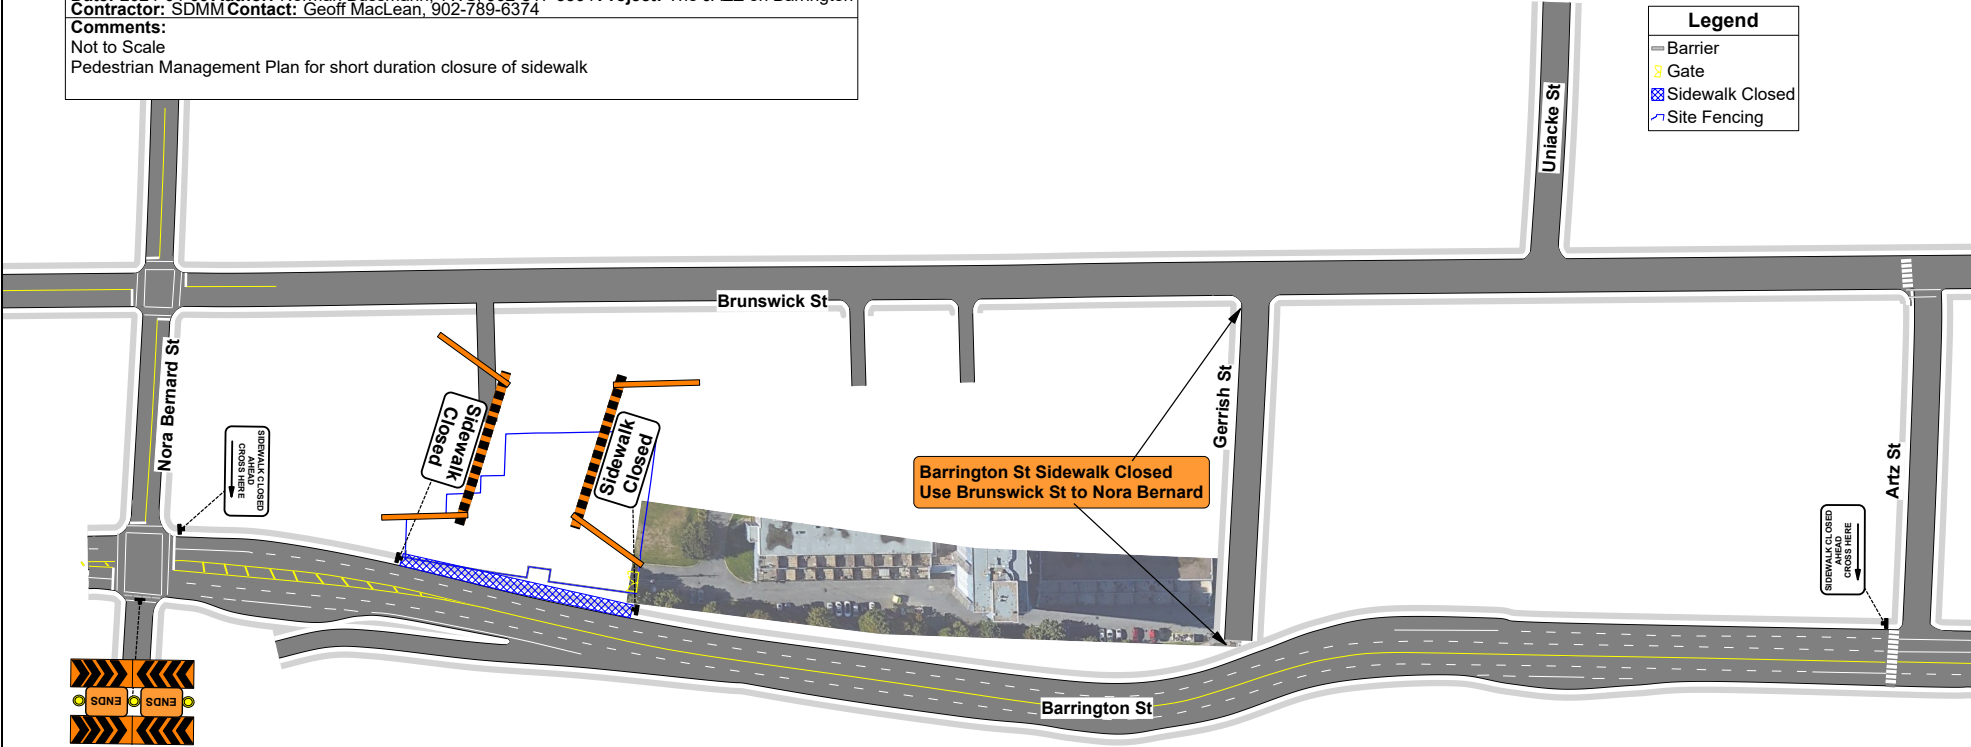 Contractor: SDMM Contact: Geoff MacLean, 902-789-6374
Comments:
Not to Scale
Pedestrian Management Plan for short duration closure of sidewalk
Legend
Barrier
Gate
Sidewalk Closed
Site Fencing
Uniacke St
Brunswick St
Nora Bernard St
Gerrish St
Artz St
Barrington St
Sidewalk
Closed
Sidewalk
Closed
SIDEWALK CLOSED
AHEAD
CROSS HERE
Barrington St Sidewalk Closed
Use Brunswick St to Nora Bernard
SIDEWALK CLOSED
AHEAD
CROSS HERE
ENDS
ENDS